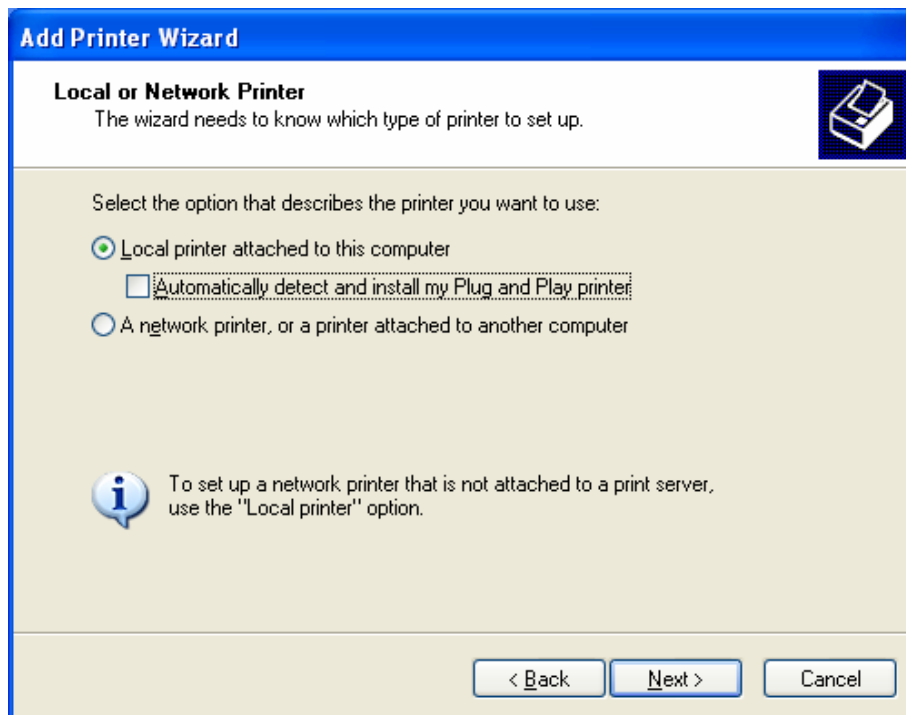 Add Printer Wizard
Local or Network Printer
The wizard needs to know which type of printer to set up.
Select the option that describes the printer you want to use:
Local printer attached to this computer
Automatically detect and install my Plug and Play printer
A network printer, or a printer attached to another computer
To set up a network printer that is not attached to a print server,
use the "Local printer" option.
< Back
Next >
Cancel